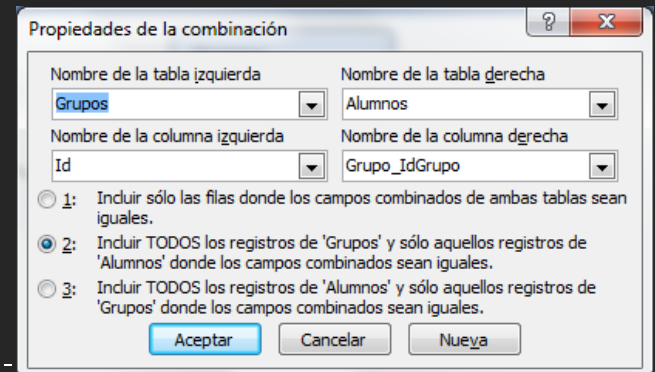 Propiedades de la combinación
Nombre de la tabla izquierda
Nombre de la tabla derecha
Grupos
Alumnos
Nombre de la columna izquierda
Nombre de la columna derecha
Id
Grupo_IdGrupo
1: Incluir sólo las filas donde los campos combinados de ambas tablas sean
iguales.
2: Incluir TODOS los registros de 'Grupos' y sólo aquellos registros de
'Alumnos' donde los campos combinados sean iguales.
3: Incluir TODOS los registros de 'Alumnos' y sólo aquellos registros de
'Grupos' donde los campos combinados sean iguales.
Aceptar
Cancelar
Nueva